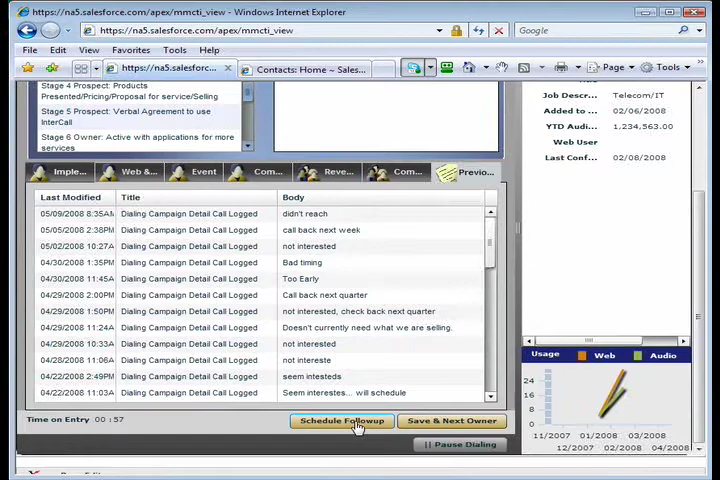 https://na5.salesforce.com/apex/mmcti_view - Windows Internet Explorer
https://na5.salesforce.com/apex/mmcti_view
Google
File Edit View Favorites Tools Help
https://na5.salesforc... Contacts: Home ~ Sales... Page Tools
Stage 4 Prospect: Products
Presented/Pricing/Proposal for service/Selling
Stage 5 Prospect: Verbal Agreement to use
InterCall
Stage 6 Owner: Active with applications for more
services
Job Descr... Telecom/IT
Added to ... 02/06/2008
YTD Audi... 1,234,563.00
Web User
Last Conf... 02/08/2008
Imple... Web &... Event Com... Reve... Com... Previo...
Last Modified Title Body
05/09/2008 8:35AM Dialing Campaign Detail Call Logged didn't reach
05/05/2008 2:38PM Dialing Campaign Detail Call Logged call back next week
05/02/2008 10:27A Dialing Campaign Detail Call Logged not interested
04/30/2008 1:35PM Dialing Campaign Detail Call Logged Bad timing
04/30/2008 11:45A Dialing Campaign Detail Call Logged Too Early
04/29/2008 2:00PM Dialing Campaign Detail Call Logged Call back next quarter
04/29/2008 1:50PM Dialing Campaign Detail Call Logged not interested, check back next quarter
04/29/2008 11:24A Dialing Campaign Detail Call Logged Doesn't currently need what we are selling.
04/29/2008 10:33A Dialing Campaign Detail Call Logged not interested
04/28/2008 11:06A Dialing Campaign Detail Call Logged not intereste
04/22/2008 2:49PM Dialing Campaign Detail Call Logged seem intesteds
04/22/2008 11:03A Dialing Campaign Detail Call Logged Seem interestes... will schedule
Time on Entry 00 : 57 Schedule Followup Save & Next Owner
Pause Dialing
Usage Web Audio
24
16
8
0
11/2007 01/2008 03/2008
12/2007 02/2008 04/2008